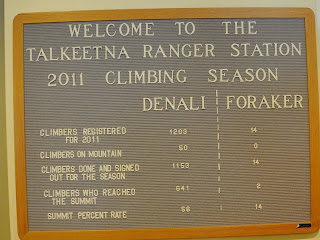 WELCOME TO THE
TALKEETNA RANGER STATION
2011 CLIMBING SEASON
DENALI | FORAKER
CLIMBERS REGISTERED FOR 2011 1203 14
CLIMBERS ON MOUNTAIN 50 0
CLIMBERS DONE AND SIGNED OUT FOR THE SEASON 1153 14
CLIMBERS WHO REACHED THE SUMMIT 641 2
SUMMIT PERCENT RATE 56 14